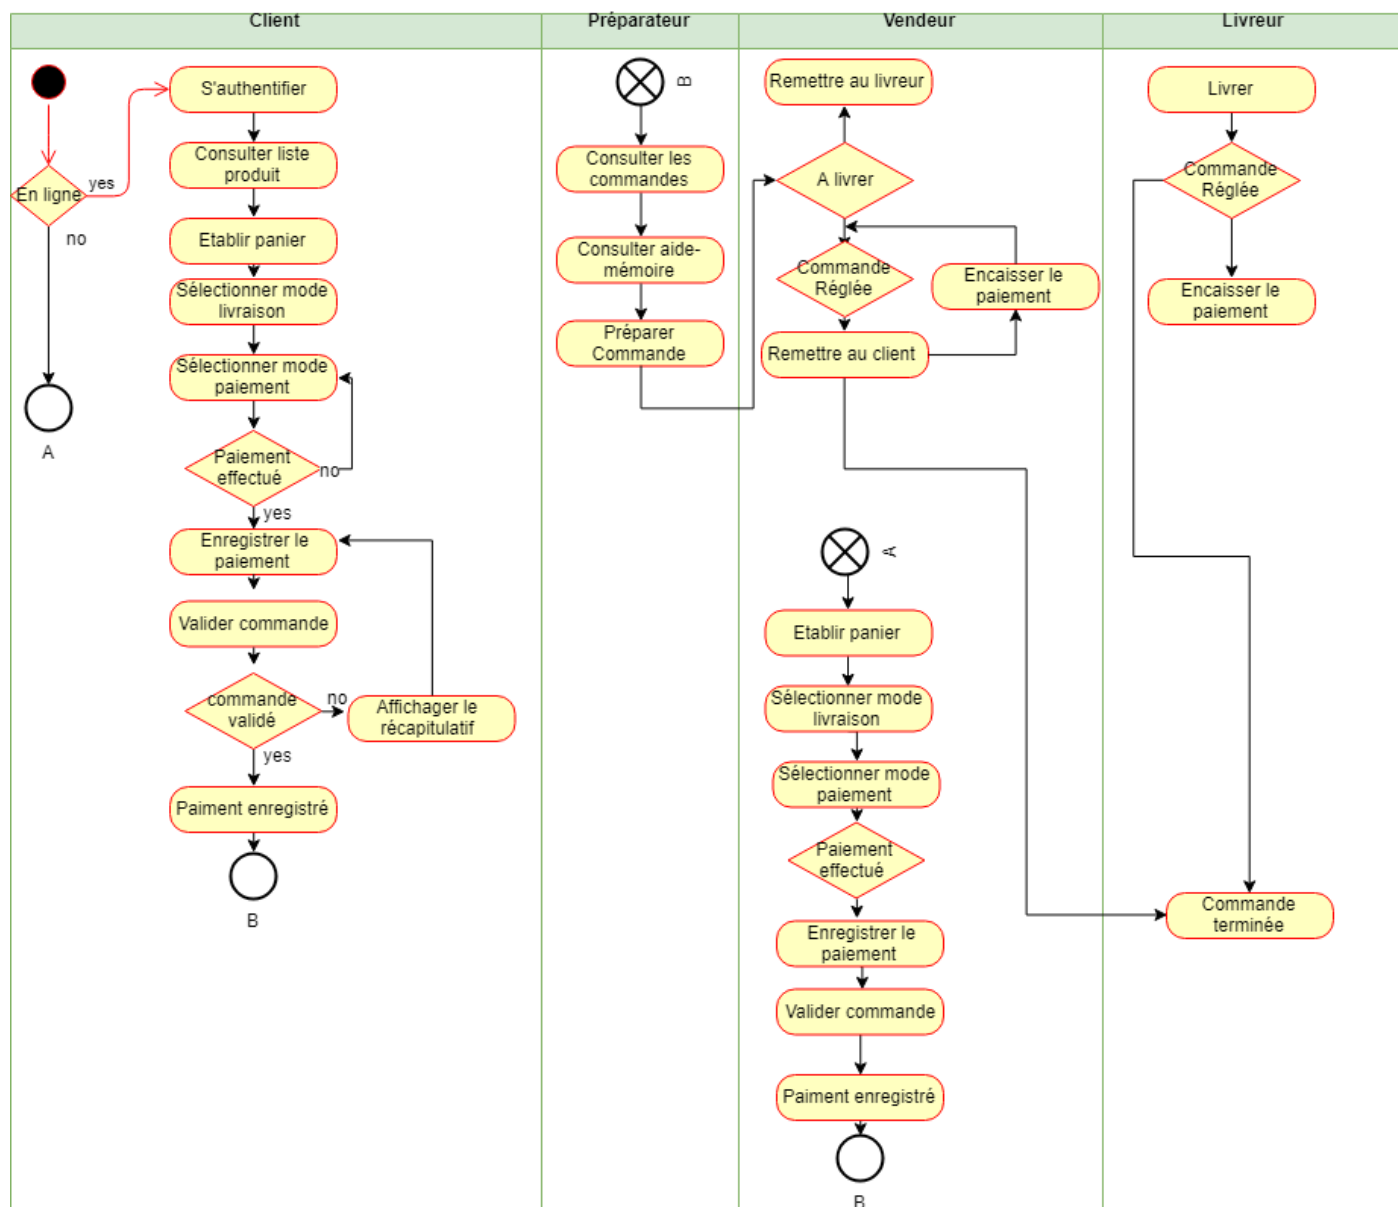 Client
Préparateur
Vendeur
Livreur
En ligne
yes
no
A
S'authentifier
Consulter liste
produit
Etablir panier
Sélectionner mode
livraison
Sélectionner mode
paiement
Paiement
effectué
no
yes
Enregistrer le
paiement
Valider commande
commande
validé
no
Affichager le
récapitulatif
yes
Paiment enregistré
B
B
Consulter les
commandes
Consulter aide-
mémoire
Préparer
Commande
Remettre au livreur
A livrer
Commande
Réglée
Encaisser le
paiement
Remettre au client
A
Etablir panier
Sélectionner mode
livraison
Sélectionner mode
paiement
Paiement
effectué
Enregistrer le
paiement
Valider commande
Paiment enregistré
B
Livrer
Commande
Réglée
Encaisser le
paiement
Commande
terminée